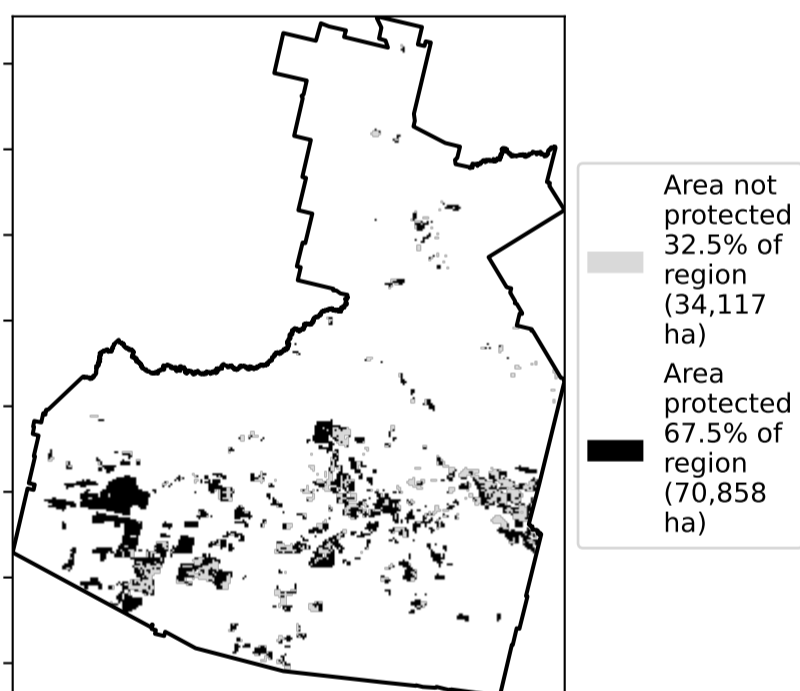 Area not
protected
32.5% of
region
(34,117
ha)
Area
protected
67.5% of
region
(70,858
ha)